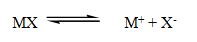 MX ⇌ M⁺ + X⁻